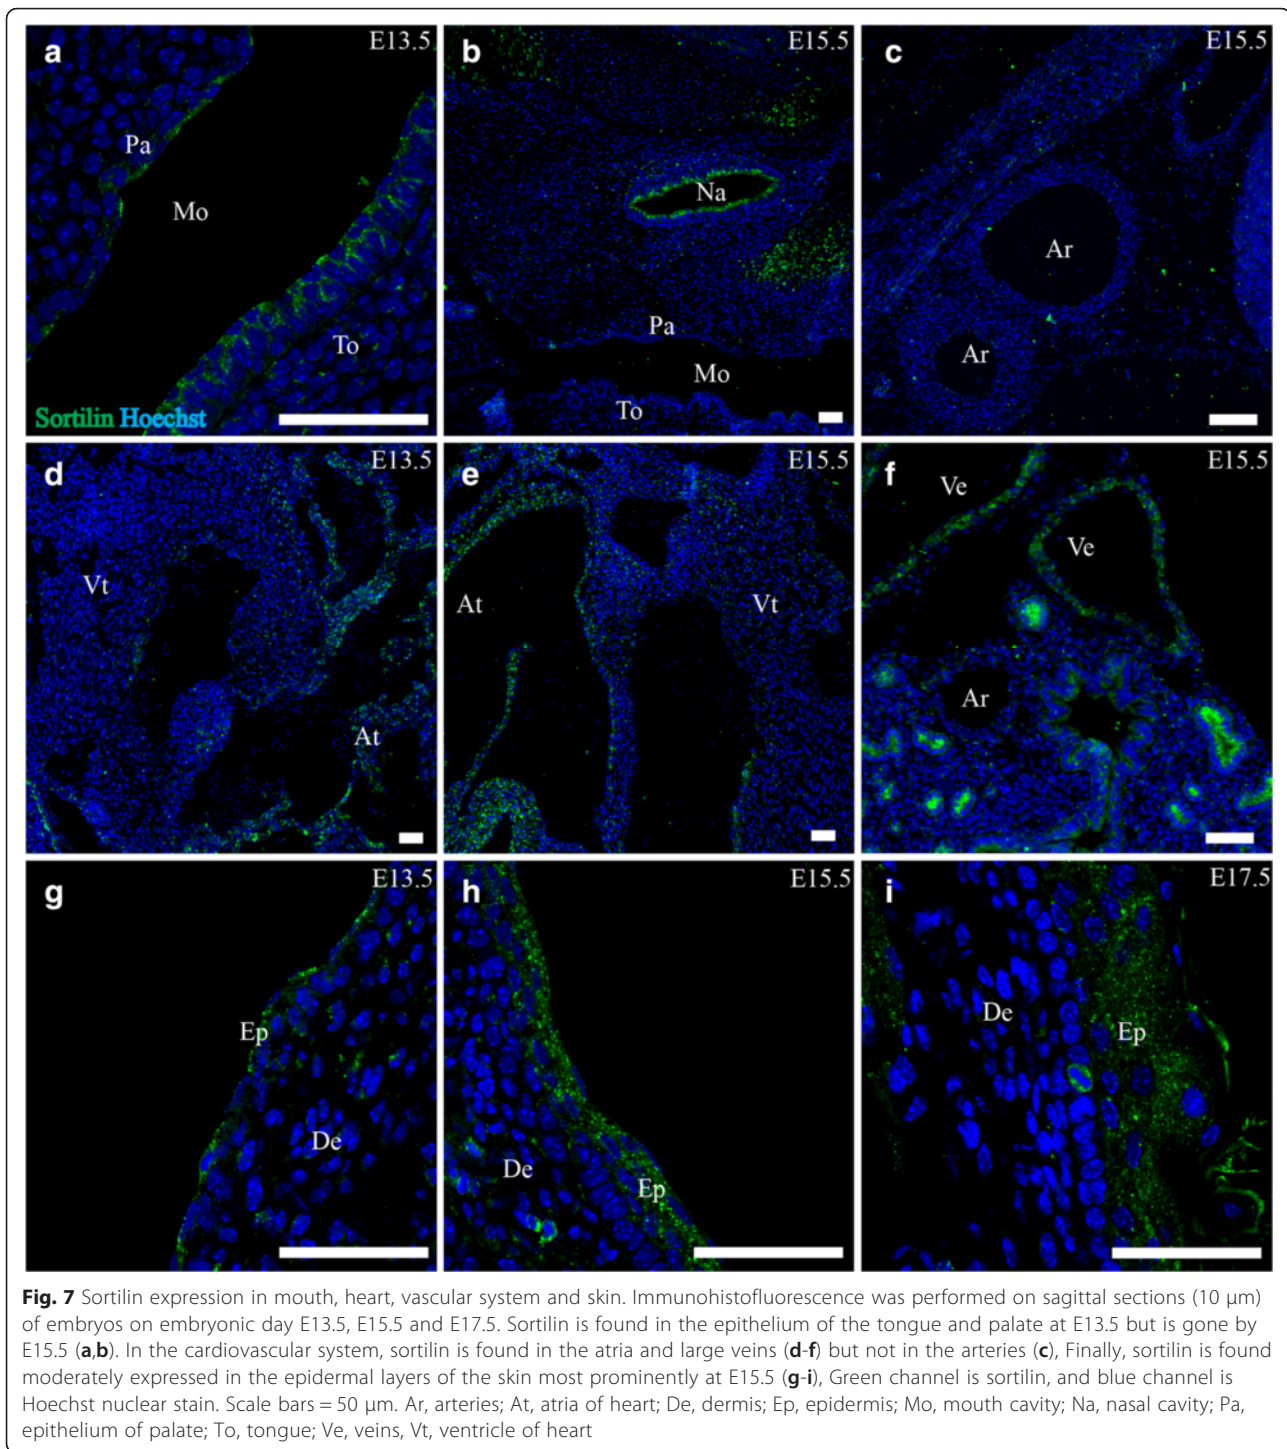 a E13.5
Pa
Mo
To
Sortilin Hoechst
b E15.5
Na
Pa
Mo
To
c E15.5
Ar
Ar
d E13.5
Vt
At
e E15.5
At
Vt
f E15.5
Ve
Ve
Ar
g E13.5
Ep
De
h E15.5
De
Ep
i E17.5
De
Ep
Fig. 7 Sortilin expression in mouth, heart, vascular system and skin. Immunohistofluorescence was performed on sagittal sections (10 μm)
of embryos on embryonic day E13.5, E15.5 and E17.5. Sortilin is found in the epithelium of the tongue and palate at E13.5 but is gone by
E15.5 (a,b). In the cardiovascular system, sortilin is found in the atria and large veins (d-f) but not in the arteries (c), Finally, sortilin is found
moderately expressed in the epidermal layers of the skin most prominently at E15.5 (g-i), Green channel is sortilin, and blue channel is
Hoechst nuclear stain. Scale bars = 50 μm. Ar, arteries; At, atria of heart; De, dermis; Ep, epidermis; Mo, mouth cavity; Na, nasal cavity; Pa,
epithelium of palate; To, tongue; Ve, veins, Vt, ventricle of heart